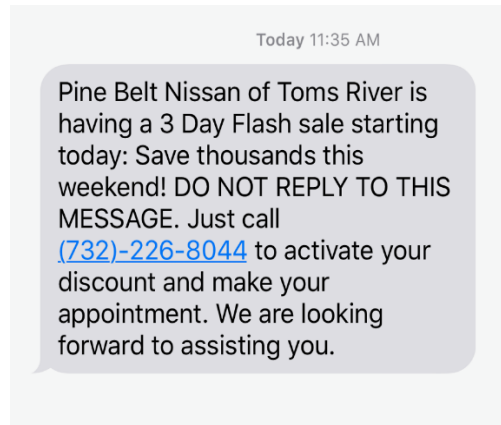 Today 11:35 AM
Pine Belt Nissan of Toms River is
having a 3 Day Flash sale starting
today: Save thousands this
weekend! DO NOT REPLY TO THIS
MESSAGE. Just call
(732)-226-8044 to activate your
discount and make your
appointment. We are looking
forward to assisting you.